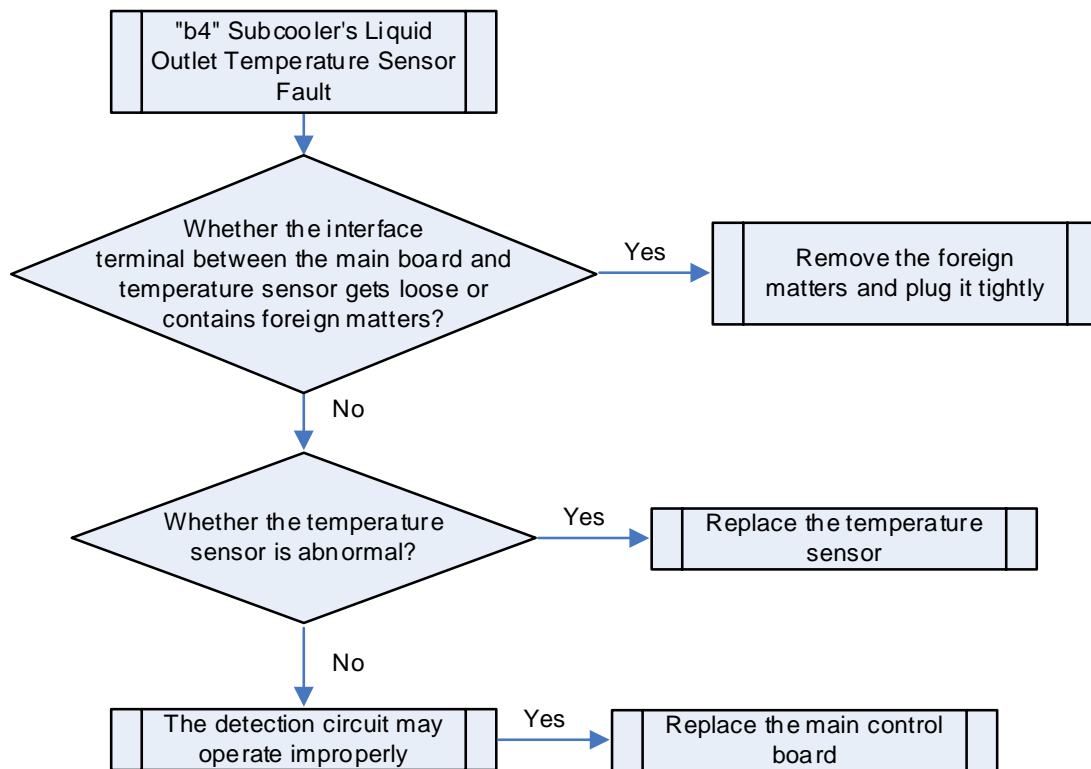 "b4" Subcooler's Liquid
Outlet Temperature Sensor
Fault
Whether the interface
terminal between the main board and
temperature sensor gets loose or
contains foreign matters?
Yes
Remove the foreign
matters and plug it tightly
No
Whether the temperature
sensor is abnormal?
Yes
Replace the temperature
sensor
No
The detection circuit may
operate improperly
Yes
Replace the main control
board